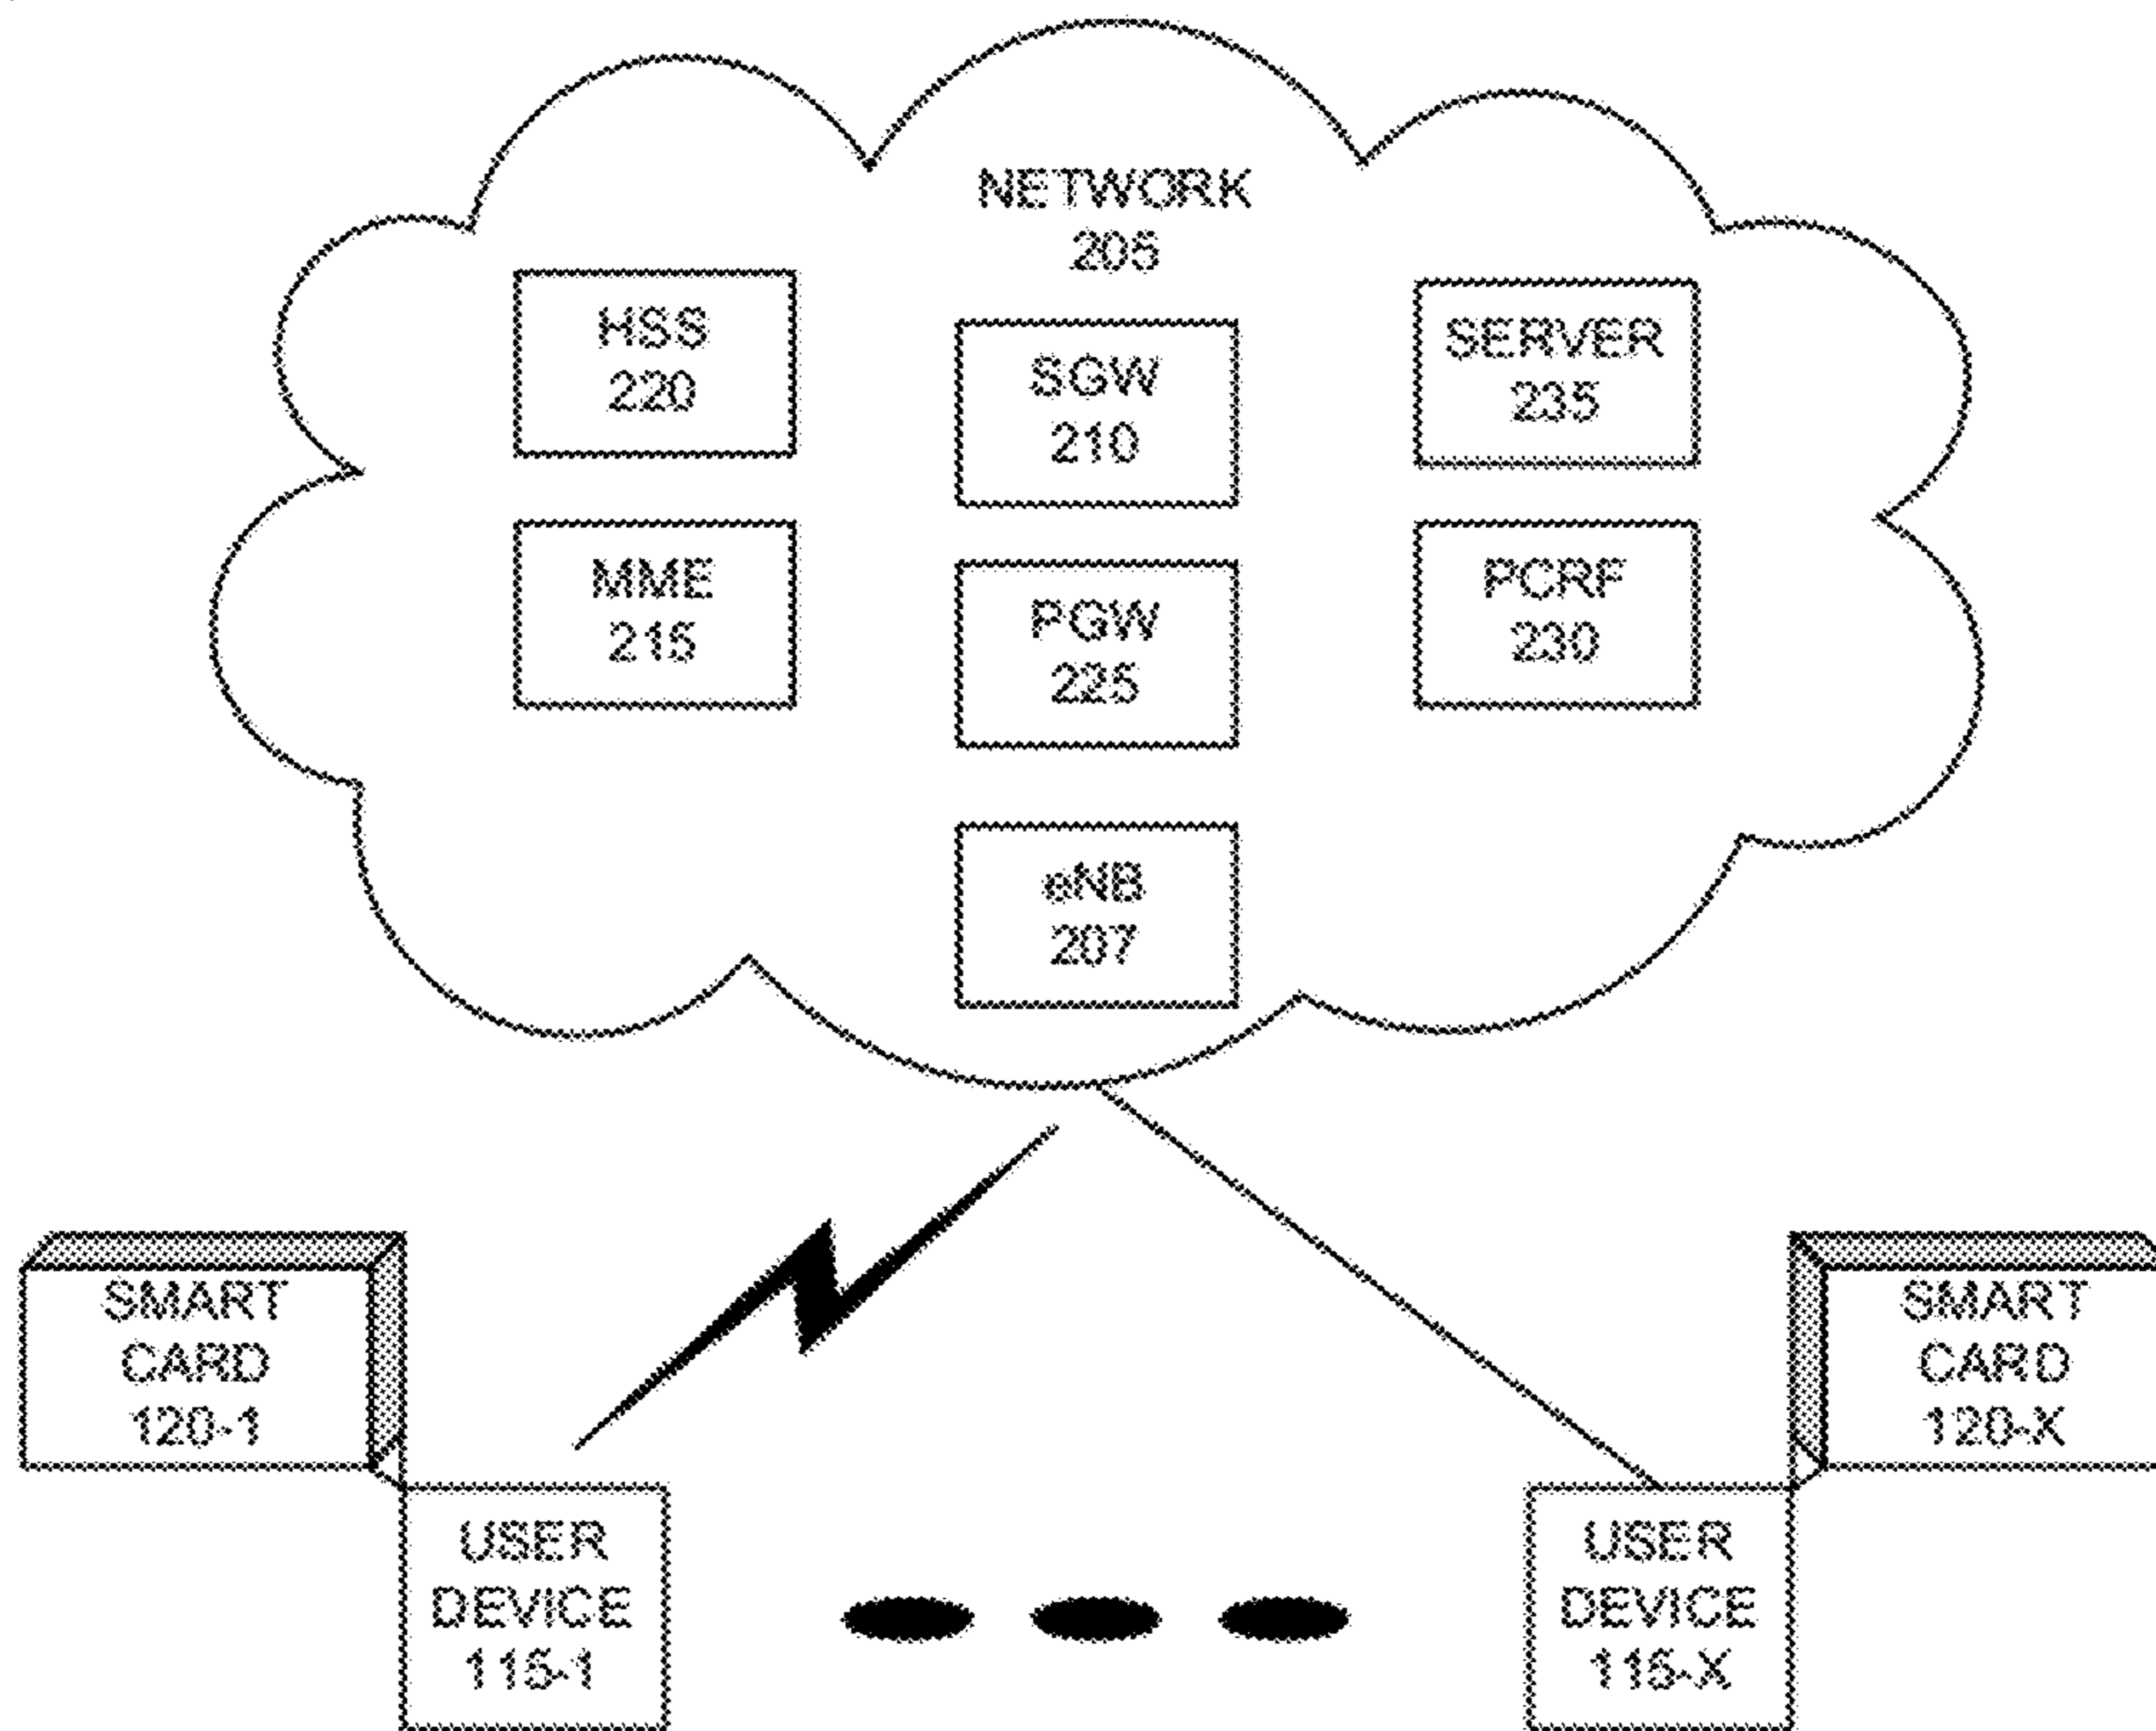 NETWORK
205
HSS
220
SGW
210
SERVER
235
MME
215
PGW
225
PCRF
230
eNB
207
SMART
CARD
120-1
SMART
CARD
120-X
USER
DEVICE
115-1
USER
DEVICE
115-X